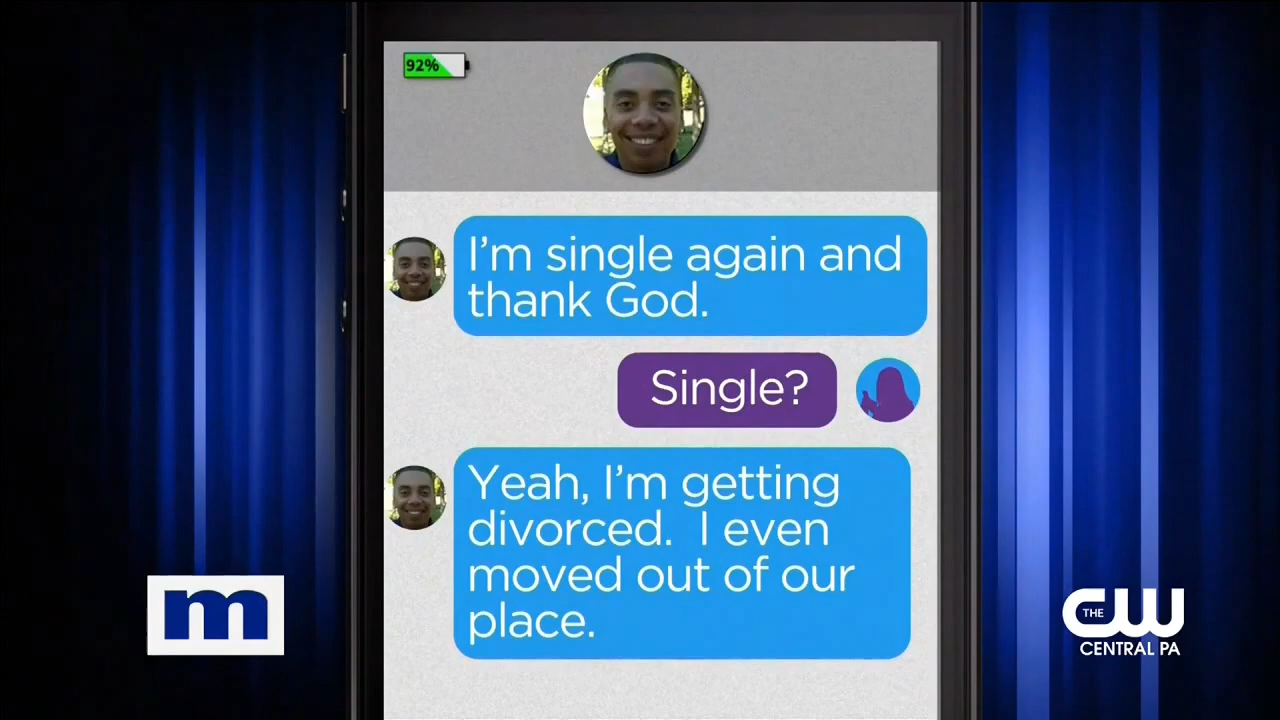 92%
I'm single again and
thank God.
Single?
Yeah, I'm getting
divorced.  I even
moved out of our
place.
m
THE CW
CENTRAL PA